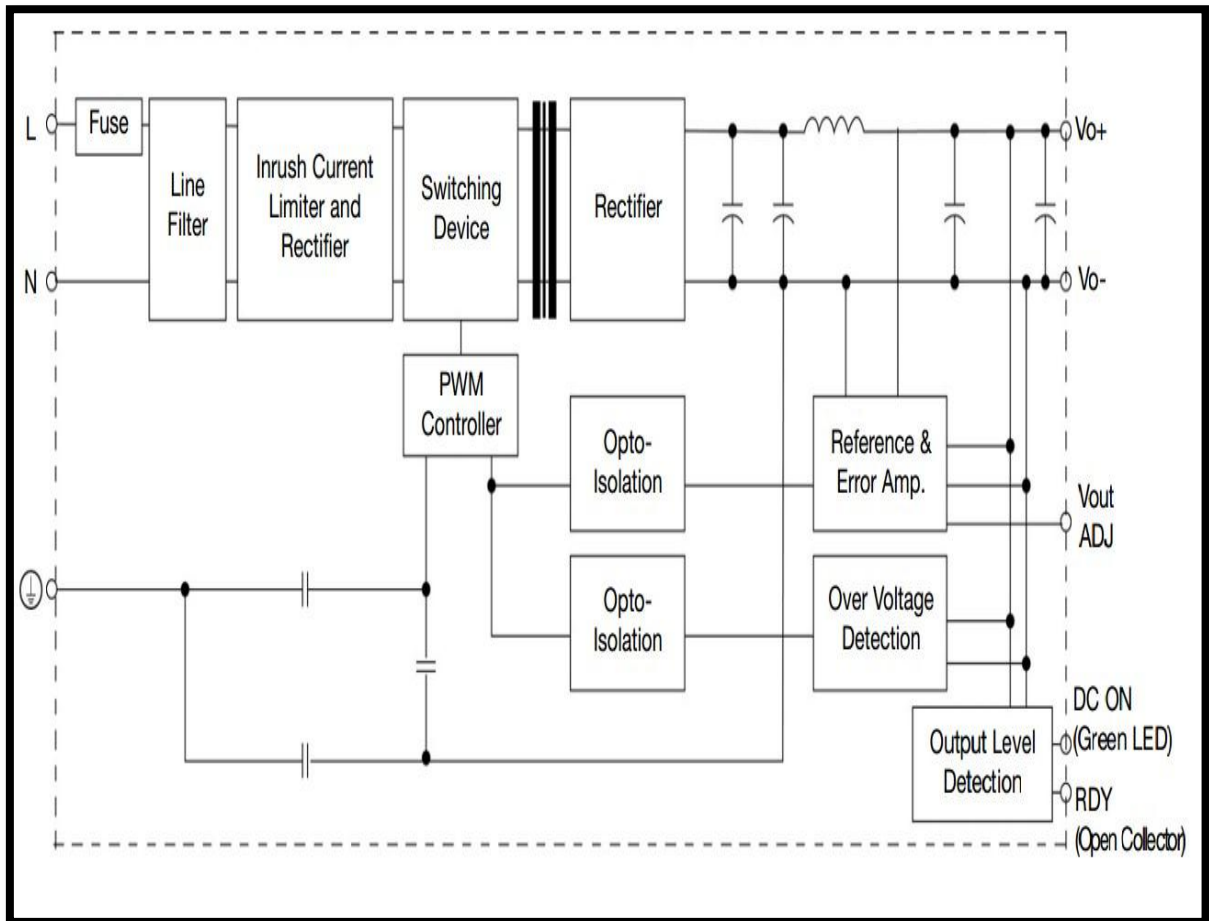 L
Fuse
Line
Filter
Inrush Current
Limiter and
Rectifier
Switching
Device
Rectifier
Vo+
N
Vo-
PWM
Controller
Opto-
Isolation
Reference &
Error Amp.
Vout
ADJ
Opto-
Isolation
Over Voltage
Detection
Output Level
Detection
DC ON
(Green LED)
RDY
(Open Collector)